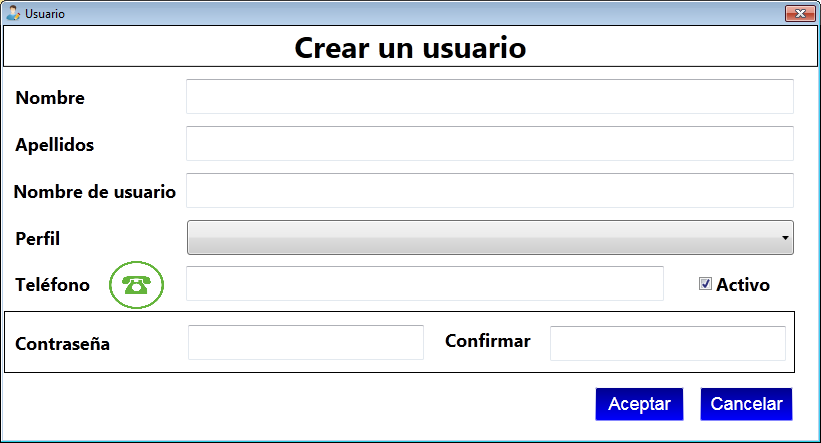 Usuario
Crear un usuario
Nombre
Apellidos
Nombre de usuario
Perfil
Teléfono Activo
Contraseña Confirmar
Aceptar Cancelar